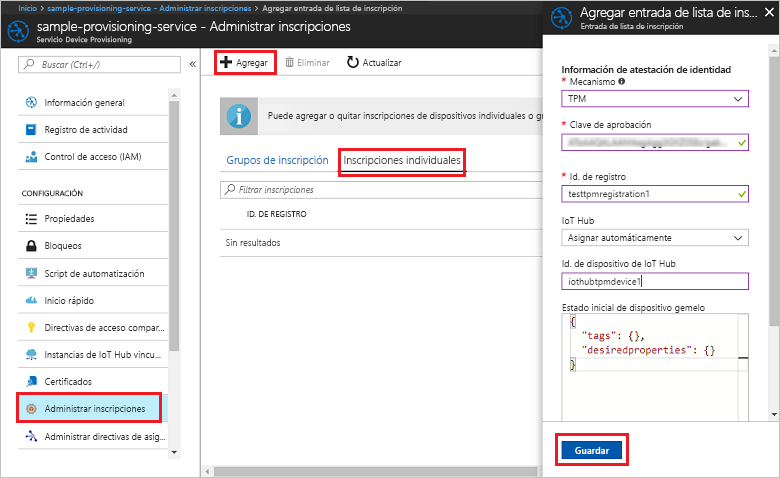 Inicio > sample-provisioning-service - Administrar inscripciones > Agregar entrada de lista de inscripción
sample-provisioning-service - Administrar inscripciones
Servicio Device Provisioning
Buscar (Ctrl+/)
Información general
Registro de actividad
Control de acceso (IAM)
CONFIGURACIÓN
Propiedades
Bloqueos
Script de automatización
Inicio rápido
Directivas de acceso compar...
Instancias de IoT Hub vincu...
Certificados
Administrar inscripciones
Administrar directivas de asig...
Agregar
Eliminar
Actualizar
Puede agregar o quitar inscripciones de dispositivos individuales o gr
Grupos de inscripción
Inscripciones individuales
Filtrar inscripciones
ID. DE REGISTRO
Sin resultados
Agregar entrada de lista de ins...
Entrada de lista de inscripción
Información de atestación de identidad
* Mecanismo
TPM
* Clave de aprobación
* Id. de registro
testtpmregistration1
IoT Hub
Asignar automáticamente
Id. de dispositivo de IoT Hub
iothubtpmdevice1
Estado inicial de dispositivo gemelo
{
"tags": {},
"desiredproperties": {}
}
Guardar